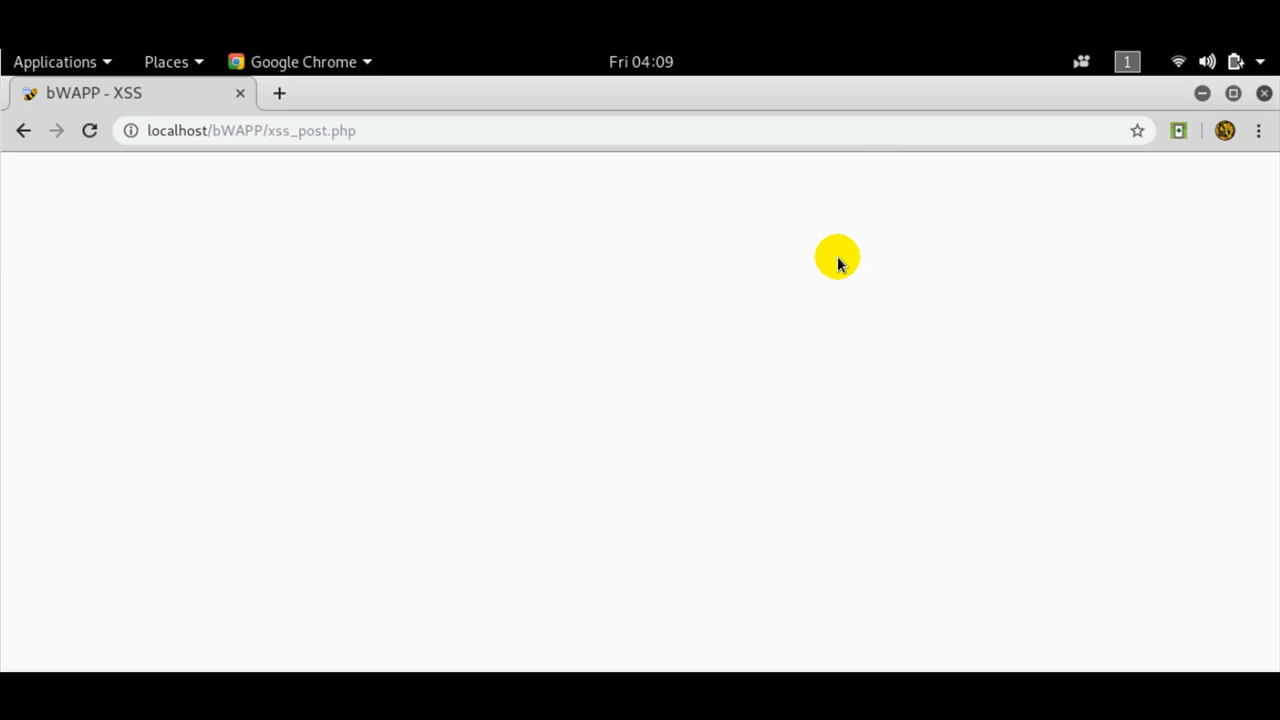 Applications Places Google Chrome Fri 04:09 1
bWAPP - XSS
localhost/bWAPP/xss_post.php